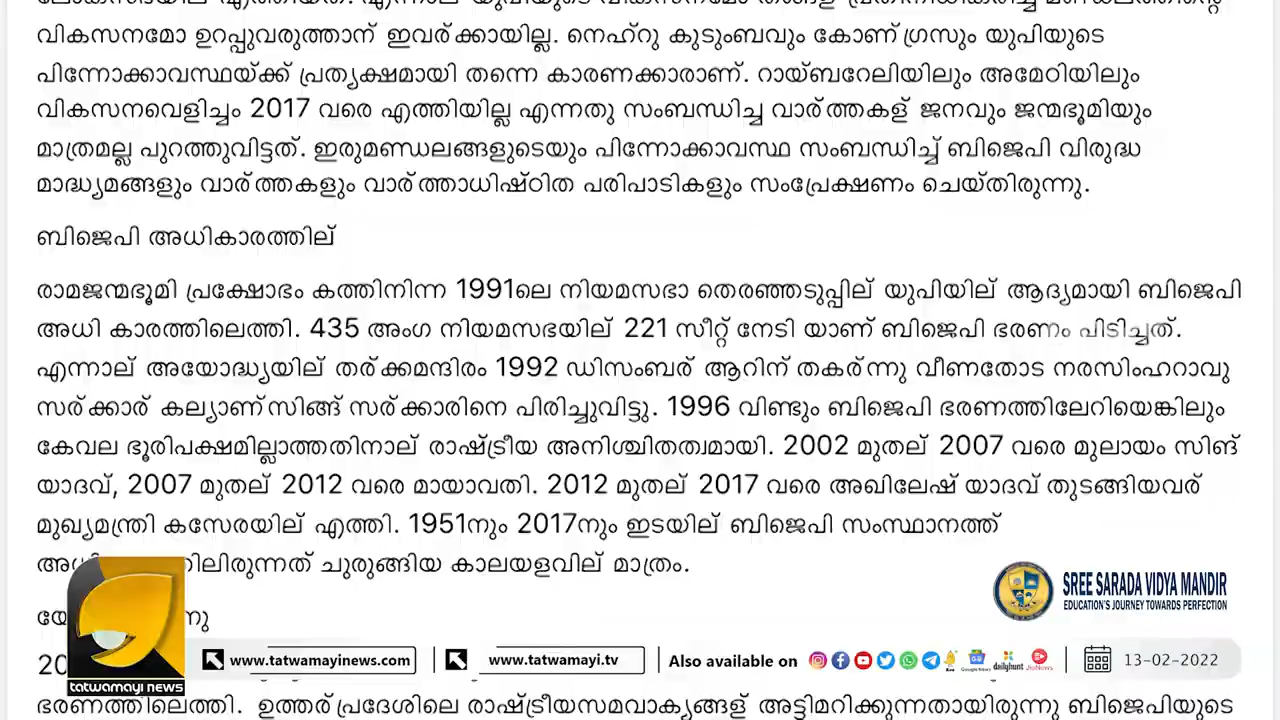 വികസനമോ ഉറപ്പുവരുത്താന് ഇവര്ക്കായില്ല. നെഹ്റു കുടുംബവും കോണ്ഗ്രസും യുപിയുടെ
പിന്നോക്കാവസ്ഥയ്ക്ക് പ്രത്യക്ഷമായി തന്നെ കാരണക്കാരാണ്. റായ്ബറേലിയിലും അമേഠിയിലും
വികസനവെളിച്ചം 2017 വരെ എത്തിയില്ല എന്നതു സംബന്ധിച്ച വാര്ത്തകള് ജനവും ജന്മഭൂമിയും
മാത്രമല്ല പുറത്തുവിട്ടത്. ഇരുമണ്ഡലങ്ങളുടെയും പിന്നോക്കാവസ്ഥ സംബന്ധിച്ച് ബിജെപി വിരുദ്ധ
മാദ്ധ്യമങ്ങളും വാര്ത്തകളും വാര്ത്താധിഷ്ഠിത പരിപാടികളും സംപ്രേക്ഷണം ചെയ്തിരുന്നു.
ബിജെപി അധികാരത്തില്
രാമജന്മഭൂമി പ്രക്ഷോഭം കത്തിനിന്ന 1991ലെ നിയമസഭാ തെരഞ്ഞടുപ്പില് യുപിയില് ആദ്യമായി ബിജെപി
അധി കാരത്തിലെത്തി. 435 അംഗ നിയമസഭയില് 221 സീറ്റ് നേടി യാണ് ബിജെപി ഭരണം പിടിച്ചത്.
എന്നാല് അയോദ്ധ്യയില് തര്ക്കമന്ദിരം 1992 ഡിസംബര് ആറിന് തകര്ന്നു വീണതോട നരസിംഹറാവു
സര്ക്കാര് കല്യാണ്സിങ്ങ് സര്ക്കാരിനെ പിരിച്ചുവിട്ടു. 1996 വിണ്ടും ബിജെപി ഭരണത്തിലേറിയെങ്കിലും
കേവല ഭൂരിപക്ഷമില്ലാത്തതിനാല് രാഷ്ട്രീയ അനിശ്ചിതത്വമായി. 2002 മുതല് 2007 വരെ മുലായം സിങ്
യാദവ്, 2007 മുതല് 2012 വരെ മായാവതി. 2012 മുതല് 2017 വരെ അഖിലേഷ് യാദവ് തുടങ്ങിയവര്
മുഖ്യമന്ത്രി കസേരയില് എത്തി. 1951നും 2017നും ഇടയില് ബിജെപി സംസ്ഥാനത്ത്
ചുരുങ്ങിയ കാലയളവില് മാത്രം.
SREE SARADA VIDYA MANDIR
EDUCATION'S JOURNEY TOWARDS PERFECTION
www.tatwamayinews.com www.tatwamayi.tv Also available on Google News dailyhunt JioNews 13-02-2022
tatwamayi news
ഭരണത്തിലെത്തി. ഉത്തര്പ്രദേശിലെ രാഷ്ട്രീയസമവാക്യങ്ങള് അട്ടിമറിക്കുന്നതായിരുന്നു ബിജെപിയുടെ